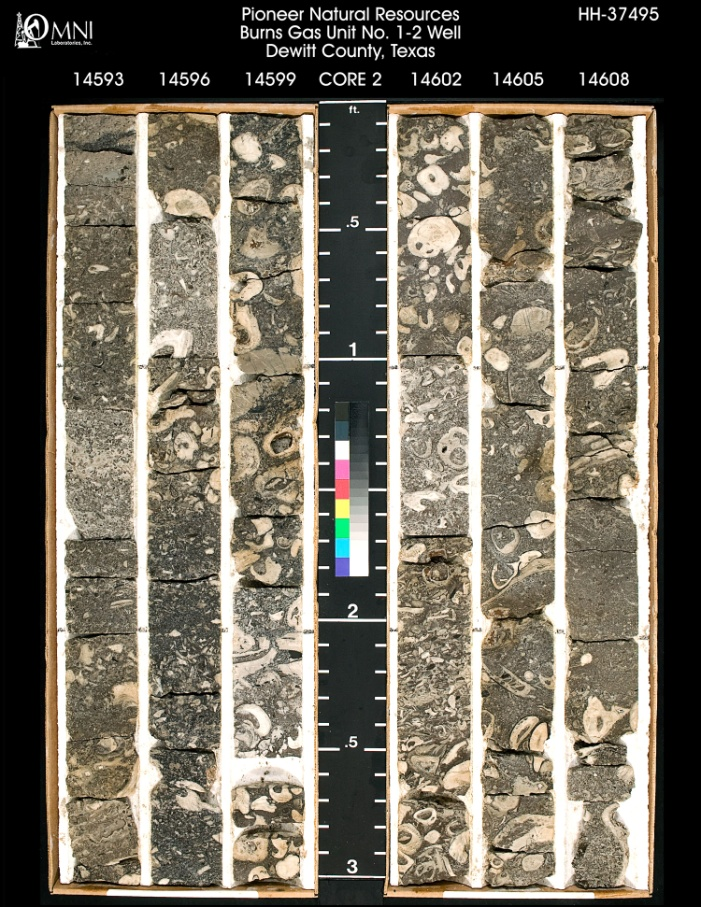 OMNI
Laboratories, Inc.
Pioneer Natural Resources
Burns Gas Unit No. 1-2 Well
Dewitt County, Texas
HH-37495
14593 14596 14599 CORE 2 14602 14605 14608
ft.
.5
1
2
.5
3